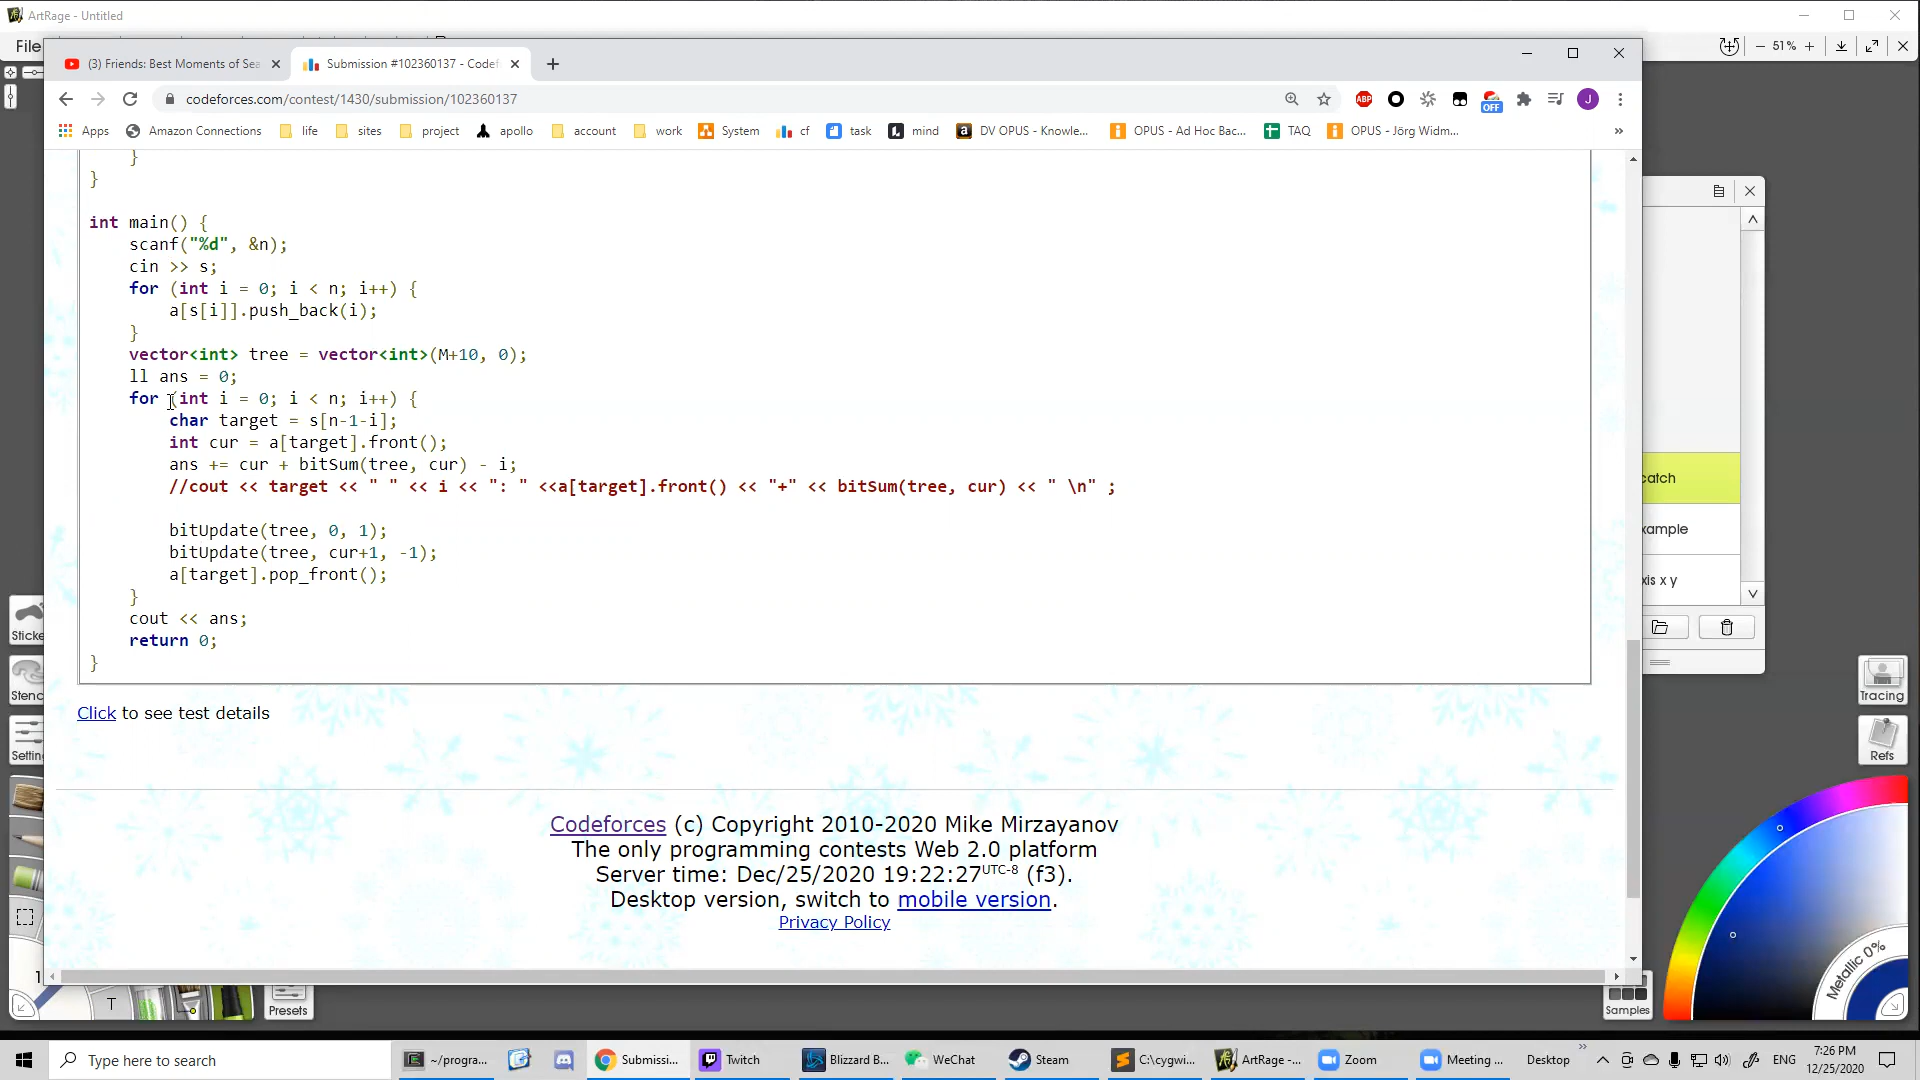 ArtRage - Untitled
File
51%
(3) Friends: Best Moments of Sea
Submission #102360137 - Codef
codeforces.com/contest/1430/submission/102360137
ABP
OFF
J
Apps
Amazon Connections
life
sites
project
apollo
account
work
System
cf
task
mind
DV OPUS - Knowle...
OPUS - Ad Hoc Bac...
TAQ
OPUS - Jörg Widm...
»
}
}
int main() {
scanf("%d", &n);
cin >> s;
for (int i = 0; i < n; i++) {
a[s[i]].push_back(i);
}
vector<int> tree = vector<int>(M+10, 0);
ll ans = 0;
for (int i = 0; i < n; i++) {
char target = s[n-1-i];
int cur = a[target].front();
ans += cur + bitSum(tree, cur) - i;
//cout << target << " " << i << ": " <<a[target].front() << "+" << bitSum(tree, cur) << " \n" ;
bitUpdate(tree, 0, 1);
bitUpdate(tree, cur+1, -1);
a[target].pop_front();
}
cout << ans;
return 0;
}
Click to see test details
Codeforces (c) Copyright 2010-2020 Mike Mirzayanov
The only programming contests Web 2.0 platform
Server time: Dec/25/2020 19:22:27UTC-8 (f3).
Desktop version, switch to mobile version.
Privacy Policy
catch
xample
xis x y
Sticke
Stenc
Setting
1
T
Presets
Tracing
Refs
Metallic 0%
Samples
Type here to search
~/progra...
Submissi...
Twitch
Blizzard B...
WeChat
Steam
C:\cygwi...
ArtRage -...
Zoom
Meeting ...
Desktop
»
ENG
7:26 PM
12/25/2020